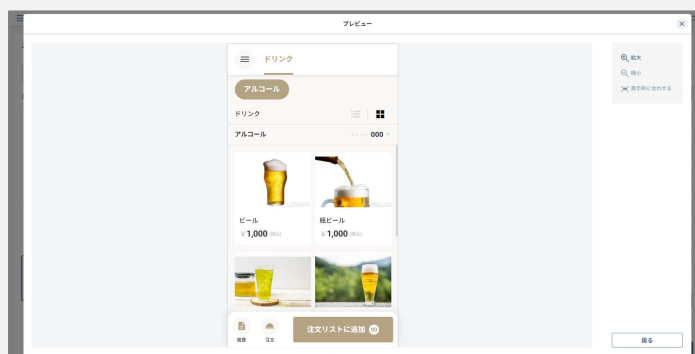 プレビュー
ドリンク
拡大
縮小
表示枠に合わせる
アルコール
ドリンク
アルコール
000
ビール
瓶ビール
¥1,000 (税込)
¥1,000 (税込)
履歴
注文
注文リストに追加 00
戻る